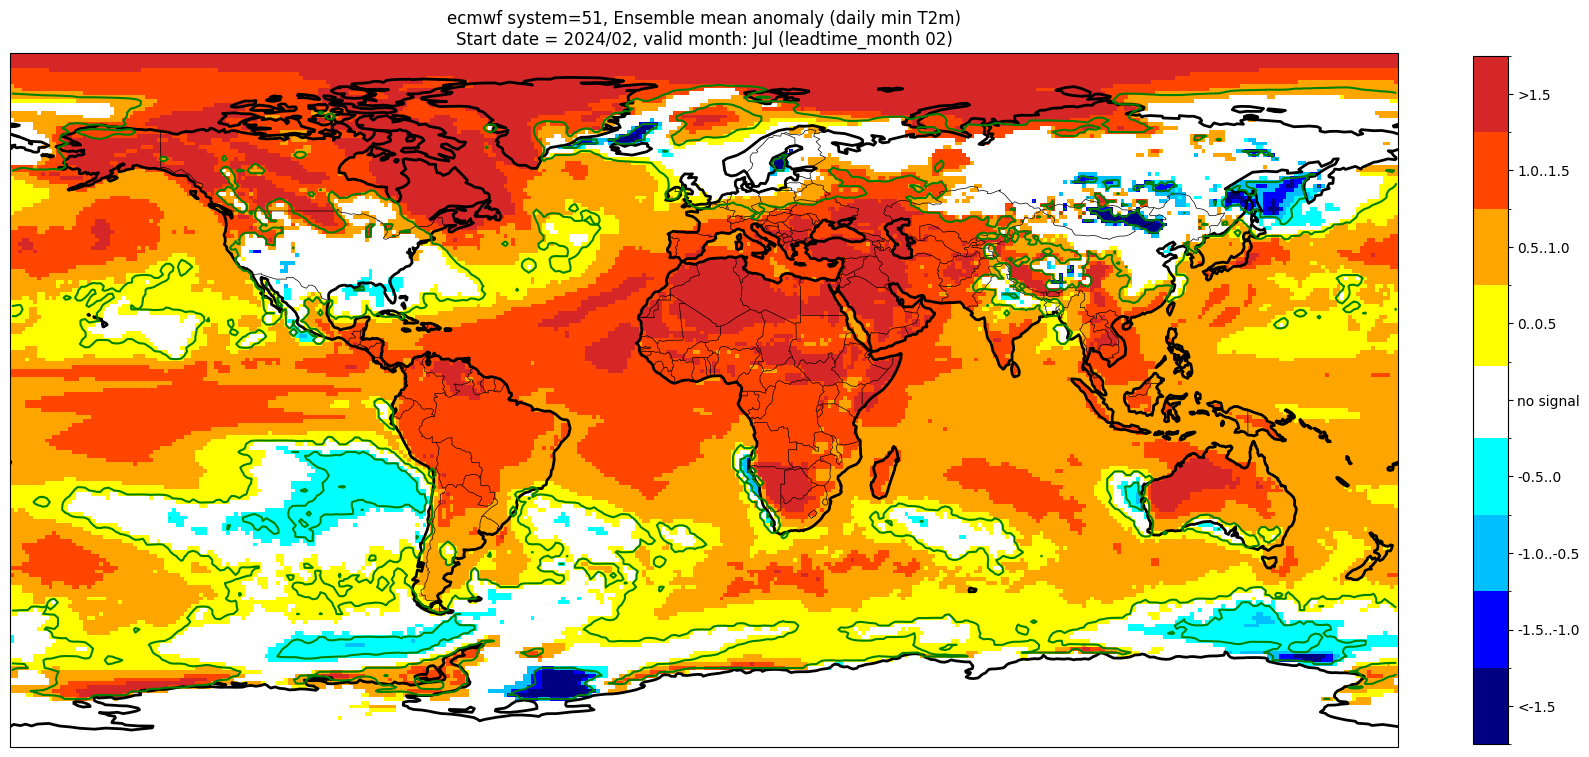 ecmwf system=51, Ensemble mean anomaly (daily min T2m)
Start date = 2024/02, valid month: Jul (leadtime_month 02)
>1.5
1.0..1.5
0.5..1.0
0..0.5
no signal
-0.5..0
-1.0..-0.5
-1.5..-1.0
<-1.5